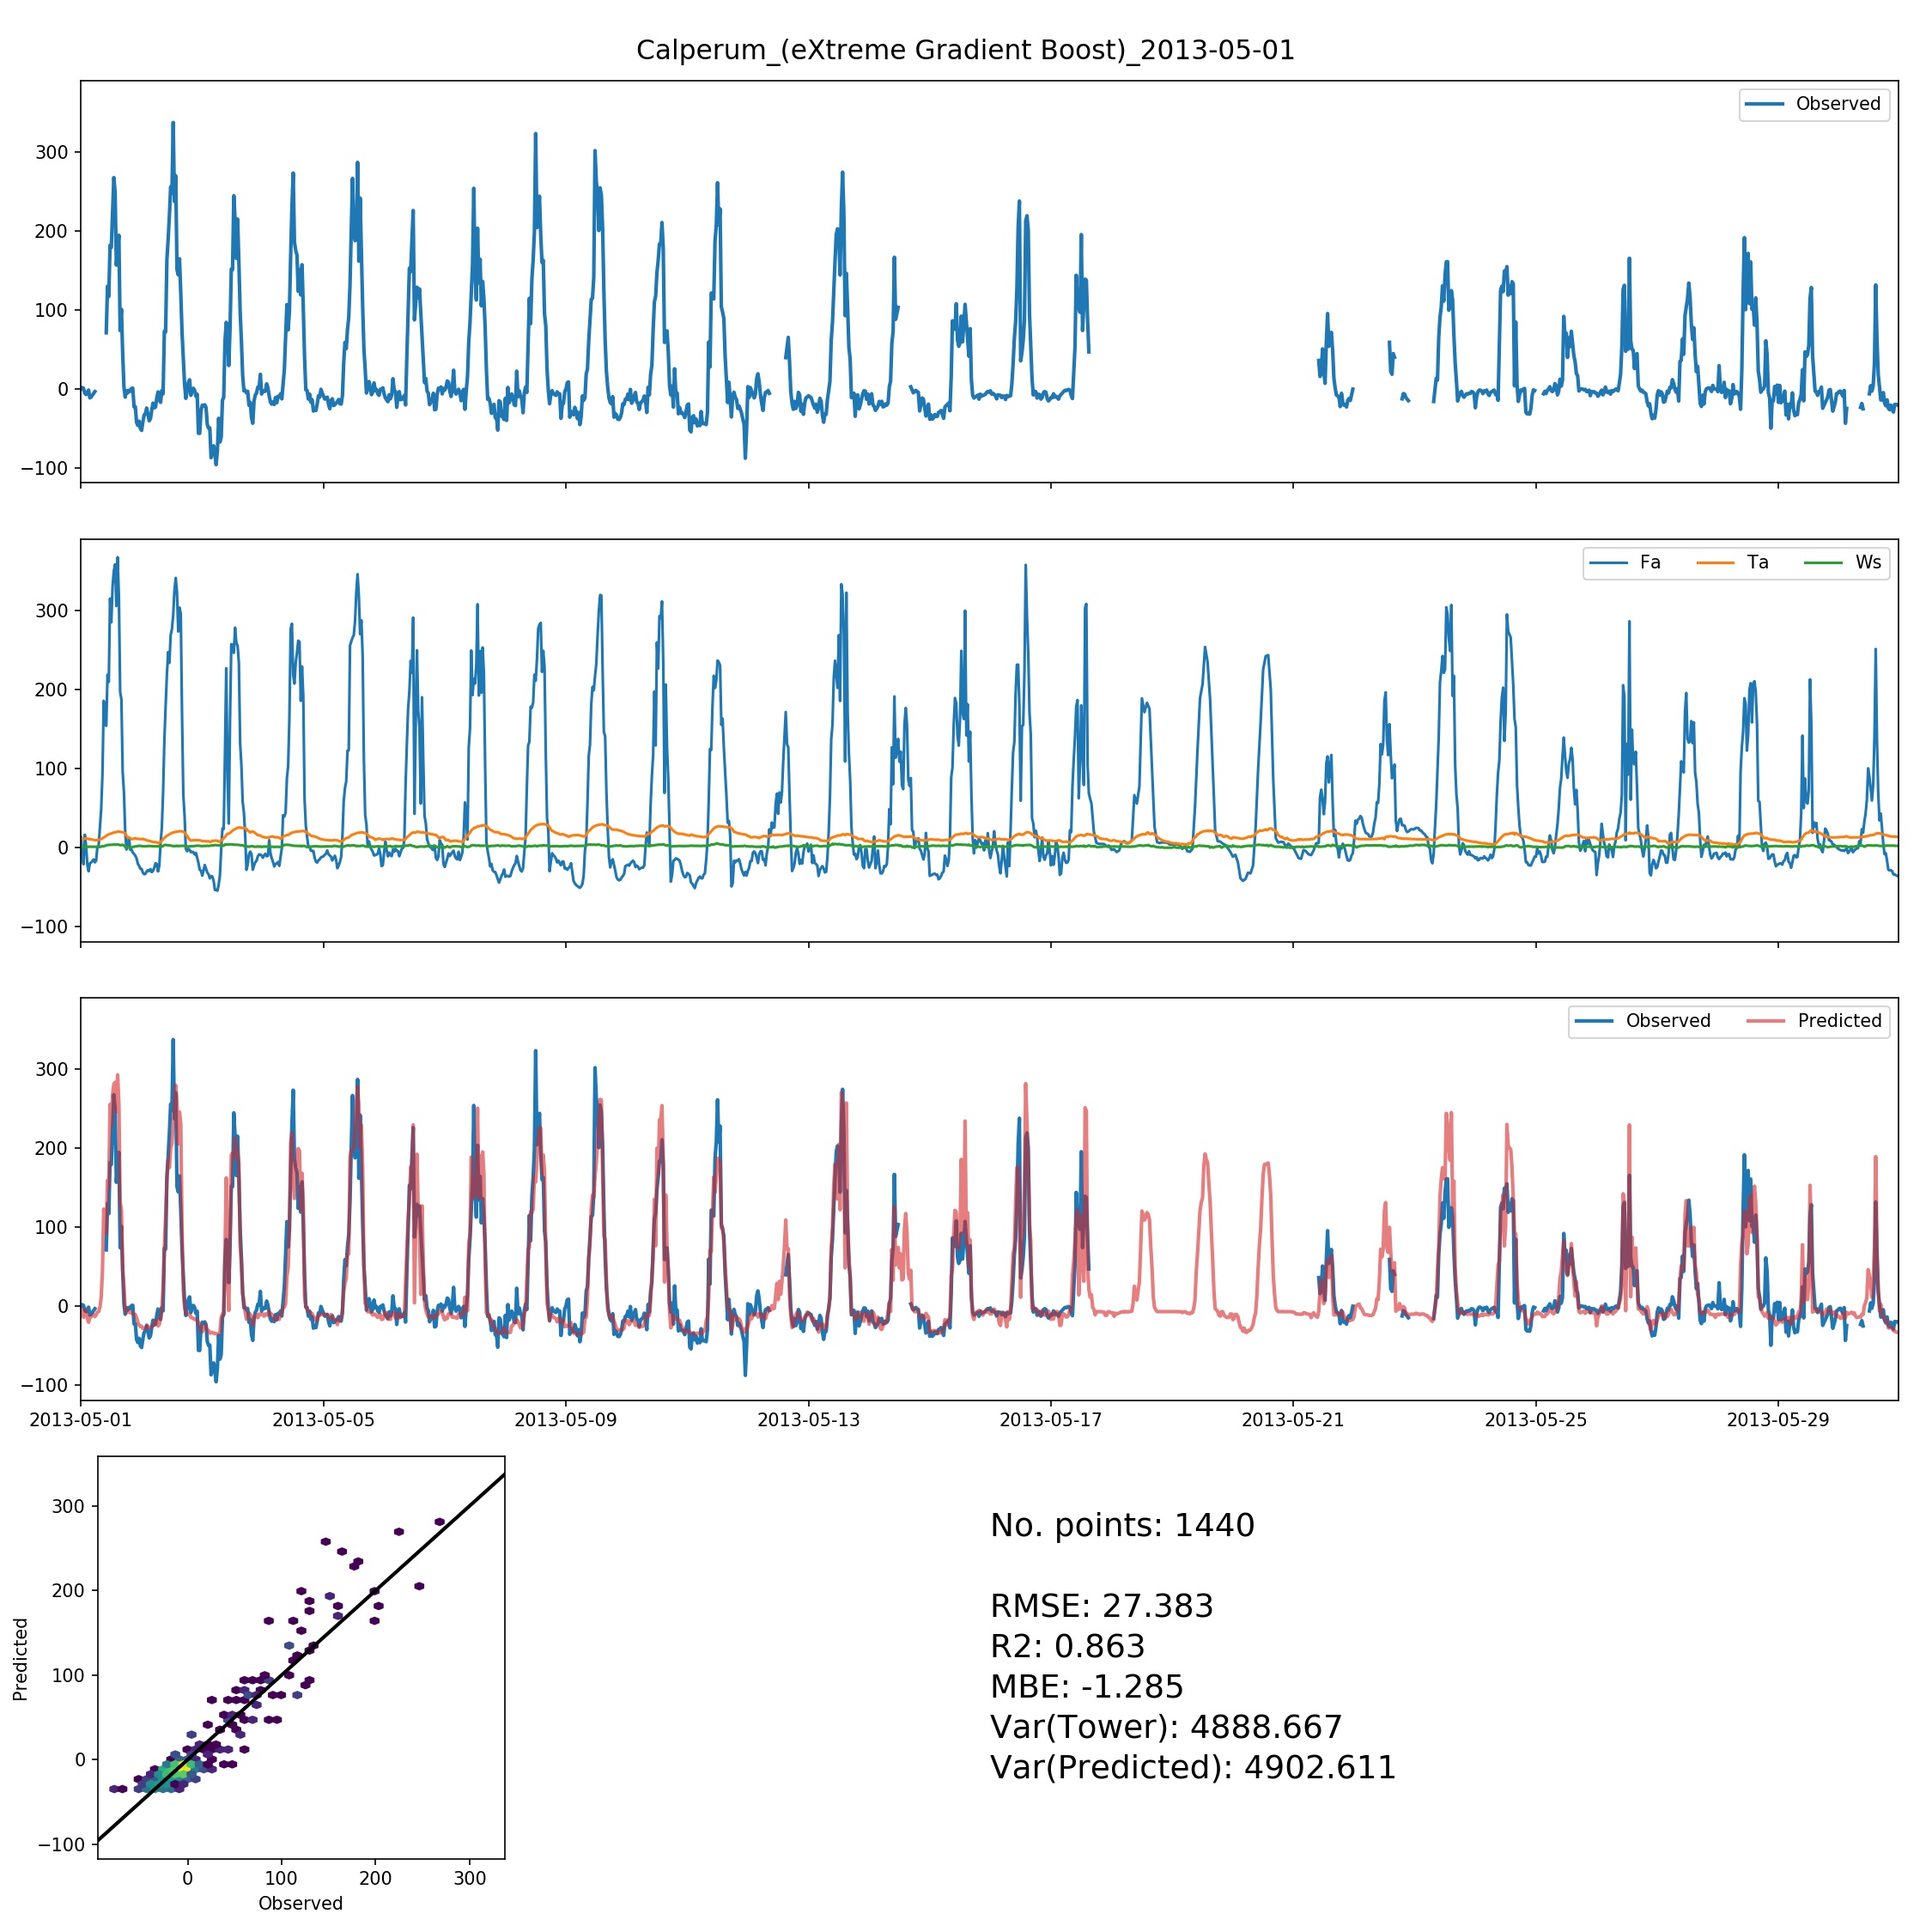 Calperum_(eXtreme Gradient Boost)_2013-05-01
Observed
300
200
100
0
−100
Fa Ta Ws
300
200
100
0
−100
Observed Predicted
300
200
100
0
−100
2013-05-01 2013-05-05 2013-05-09 2013-05-13 2013-05-17 2013-05-21 2013-05-25 2013-05-29
Predicted
300
200
100
0
−100
0 100 200 300
Observed
No. points: 1440
RMSE: 27.383
R2: 0.863
MBE: -1.285
Var(Tower): 4888.667
Var(Predicted): 4902.611